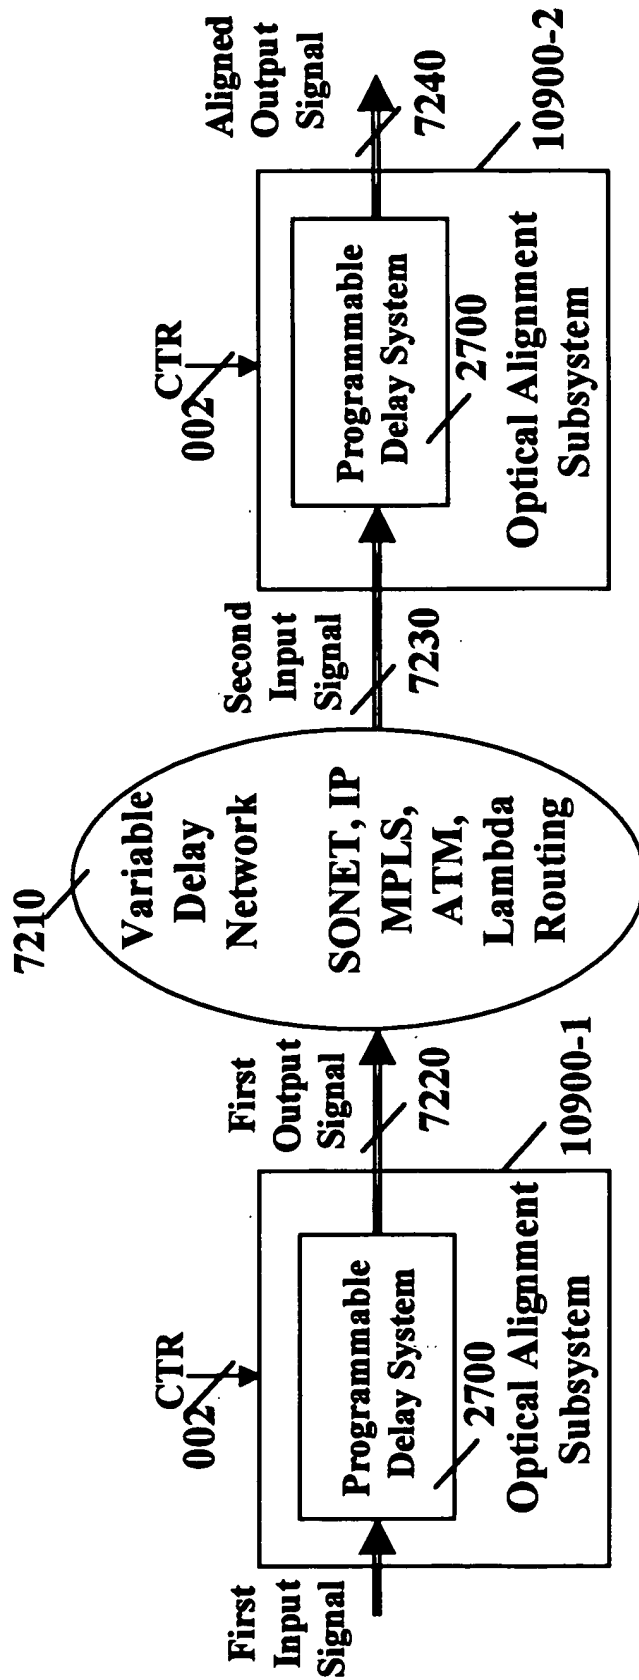 First
Input
Signal
CTR
002
Programmable
Delay System
2700
Optical Alignment
Subsystem
10900-1
First
Output
Signal
7220
7210
Variable
Delay
Network
SONET, IP
MPLS,
ATM,
Lambda
Routing
Second
Input
Signal
7230
CTR
002
Programmable
Delay System
2700
Optical Alignment
Subsystem
10900-2
Aligned
Output
Signal
7240